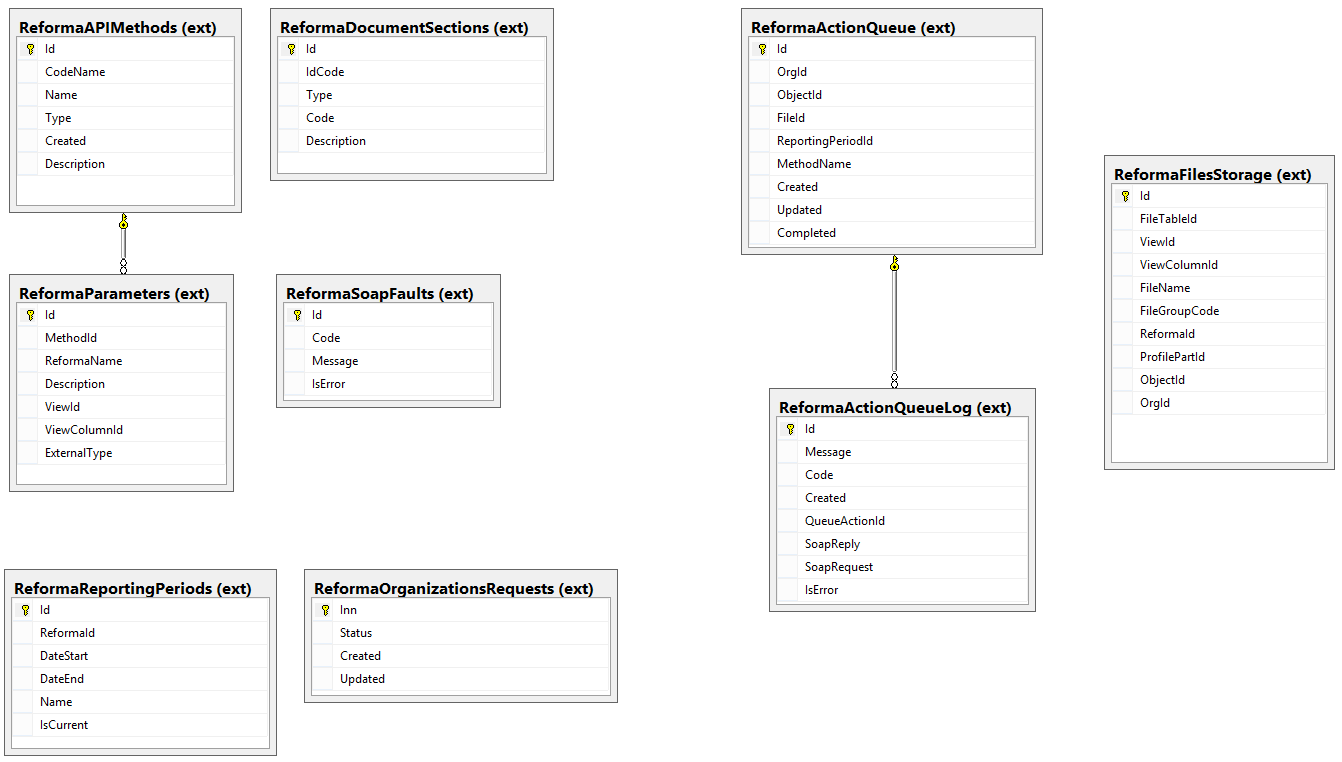 ReformaAPIMethods (ext)
Id
CodeName
Name
Type
Created
Description
ReformaDocumentSections (ext)
Id
IdCode
Type
Code
Description
ReformaActionQueue (ext)
Id
OrgId
ObjectId
FileId
ReportingPeriodId
MethodName
Created
Updated
Completed
ReformaFilesStorage (ext)
Id
FileTableId
ViewId
ViewColumnId
FileName
FileGroupCode
ReformaId
ProfilePartId
ObjectId
OrgId
ReformaParameters (ext)
Id
MethodId
ReformaName
Description
ViewId
ViewColumnId
ExternalType
ReformaSoapFaults (ext)
Id
Code
Message
IsError
ReformaActionQueueLog (ext)
Id
Message
Code
Created
QueueActionId
SoapReply
SoapRequest
IsError
ReformaReportingPeriods (ext)
Id
ReformaId
DateStart
DateEnd
Name
IsCurrent
ReformaOrganizationsRequests (ext)
Inn
Status
Created
Updated